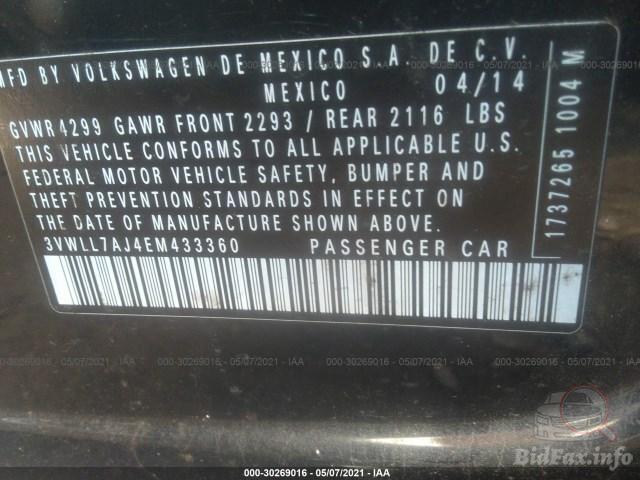 MFD BY VOLKSWAGEN DE MEXICO S.A. DE C.V.
MEXICO 04/14
GVWR 4299 GAWR FRONT 2293 / REAR 2116 LBS
THIS VEHICLE CONFORMS TO ALL APPLICABLE U.S.
FEDERAL MOTOR VEHICLE SAFETY, BUMPER AND
THEFT PREVENTION STANDARDS IN EFFECT ON
THE DATE OF MANUFACTURE SHOWN ABOVE.
3VWLL7AJ4EM433360 PASSENGER CAR
1737265 1004 M
000-30269016 - 05/07/2021 - IAA
BidFax.info